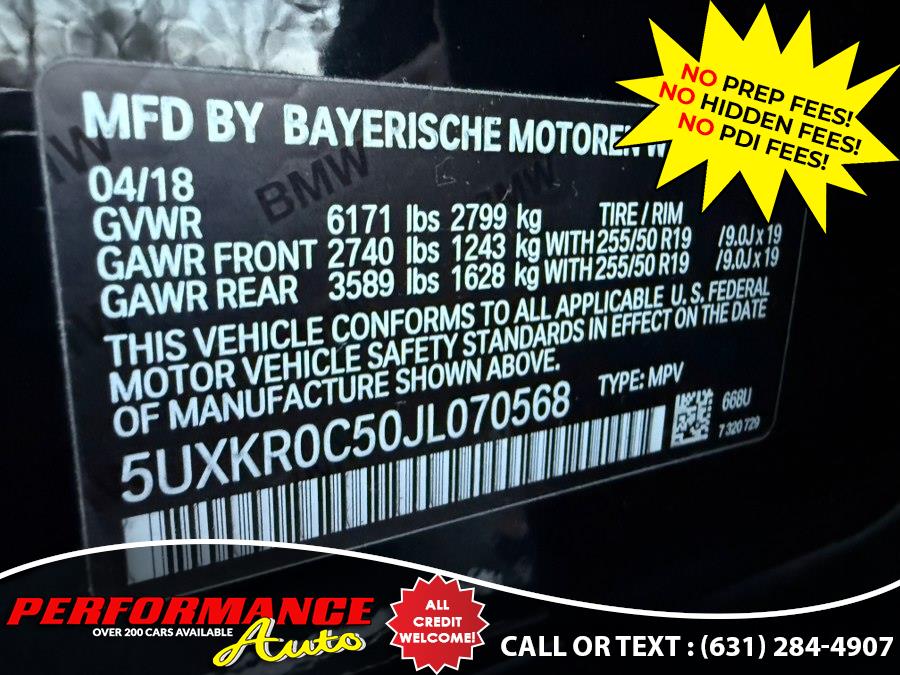 MFD BY BAYERISCHE MOTOREN W
04/18
GVWR 6171 lbs 2799 kg TIRE / RIM
GAWR FRONT 2740 lbs 1243 kg WITH 255/50 R19 /9.0J x 19
GAWR REAR 3589 lbs 1628 kg WITH 255/50 R19 /9.0J x 19
THIS VEHICLE CONFORMS TO ALL APPLICABLE U. S. FEDERAL
MOTOR VEHICLE SAFETY STANDARDS IN EFFECT ON THE DATE
OF MANUFACTURE SHOWN ABOVE.
TYPE: MPV
5UXKR0C50JL070568
668U
7 320 729
BMW
BMW
NO PREP FEES!
NO HIDDEN FEES!
NO PDI FEES!
PERFORMANCE
OVER 200 CARS AVAILABLE
Auto
ALL
CREDIT
WELCOME!
CALL OR TEXT : (631) 284-4907